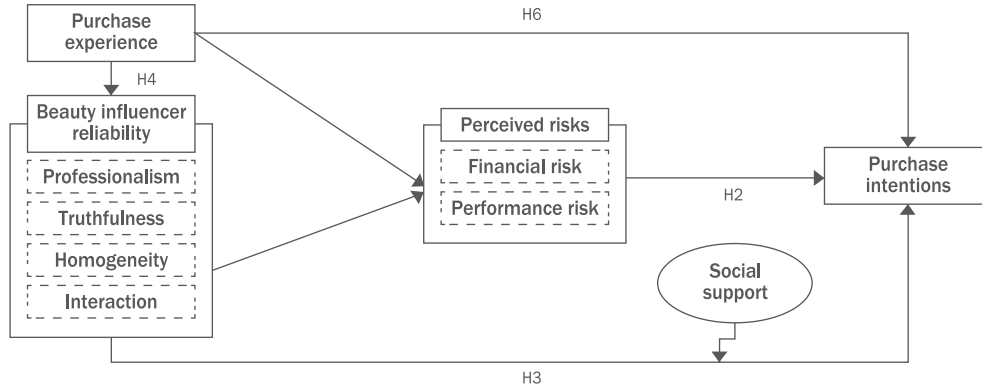 Purchase
experience
H6
H4
Beauty influencer
reliability
Professionalism
Truthfulness
Homogeneity
Interaction
Perceived risks
Financial risk
Performance risk
H2
Purchase
intentions
Social
support
H3